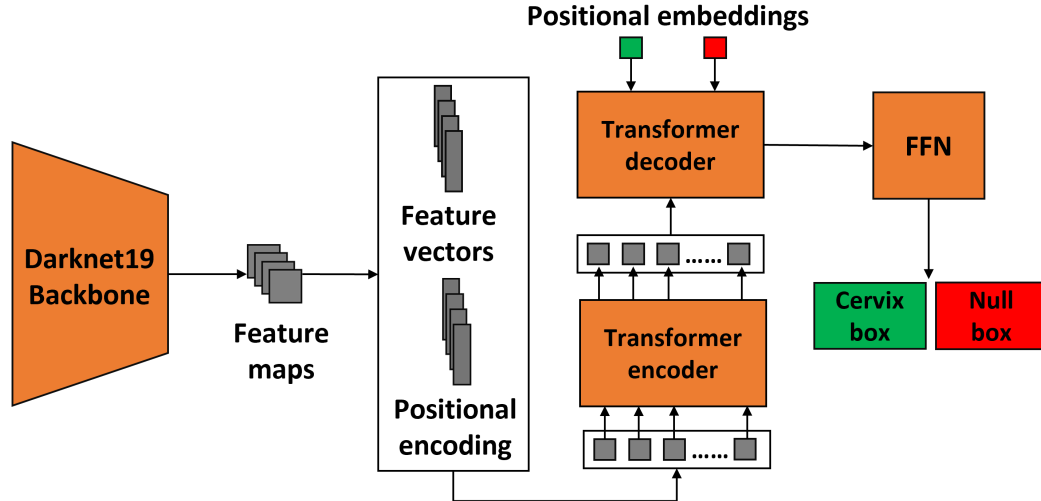 Positional embeddings
Darknet19
Backbone
Feature
maps
Feature
vectors
Positional
encoding
Transformer
decoder
FFN
......
Transformer
encoder
......
Cervix
box
Null
box